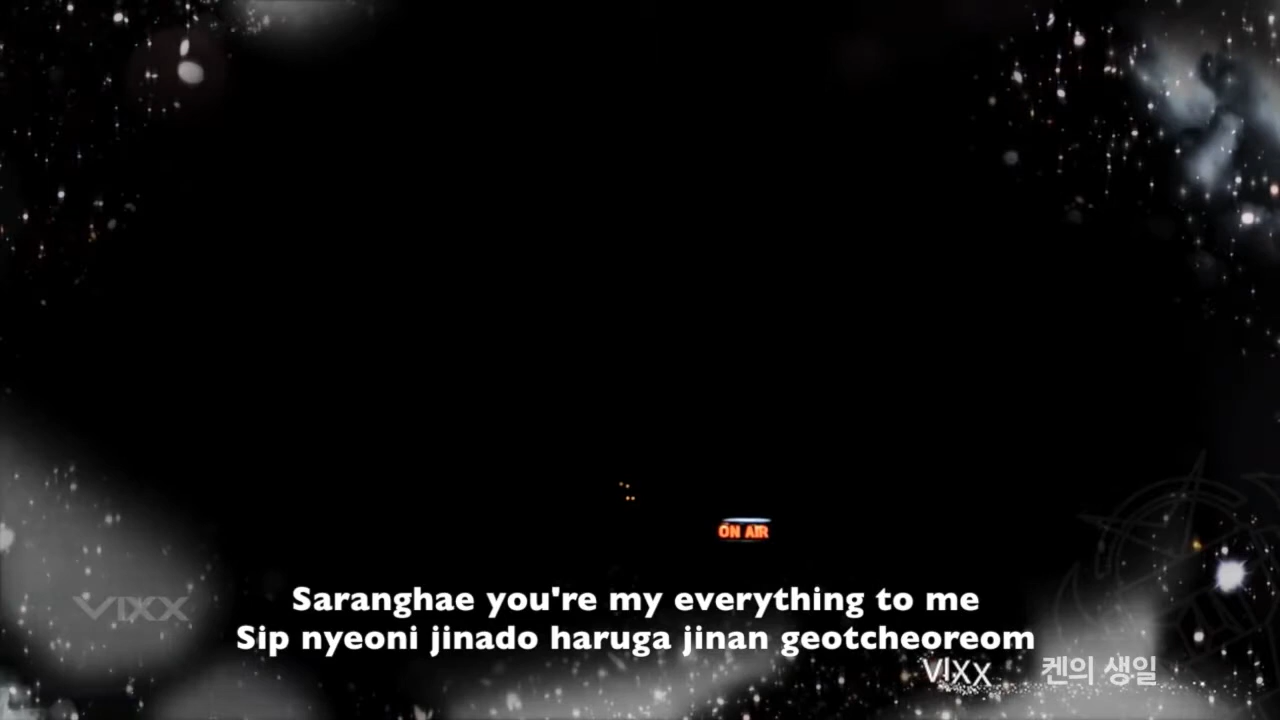 ON AIR
Saranghae you're my everything to me
Sip nyeoni jinado haruga jinan geotcheoreom
VIXX
VIXX 켄의 생일